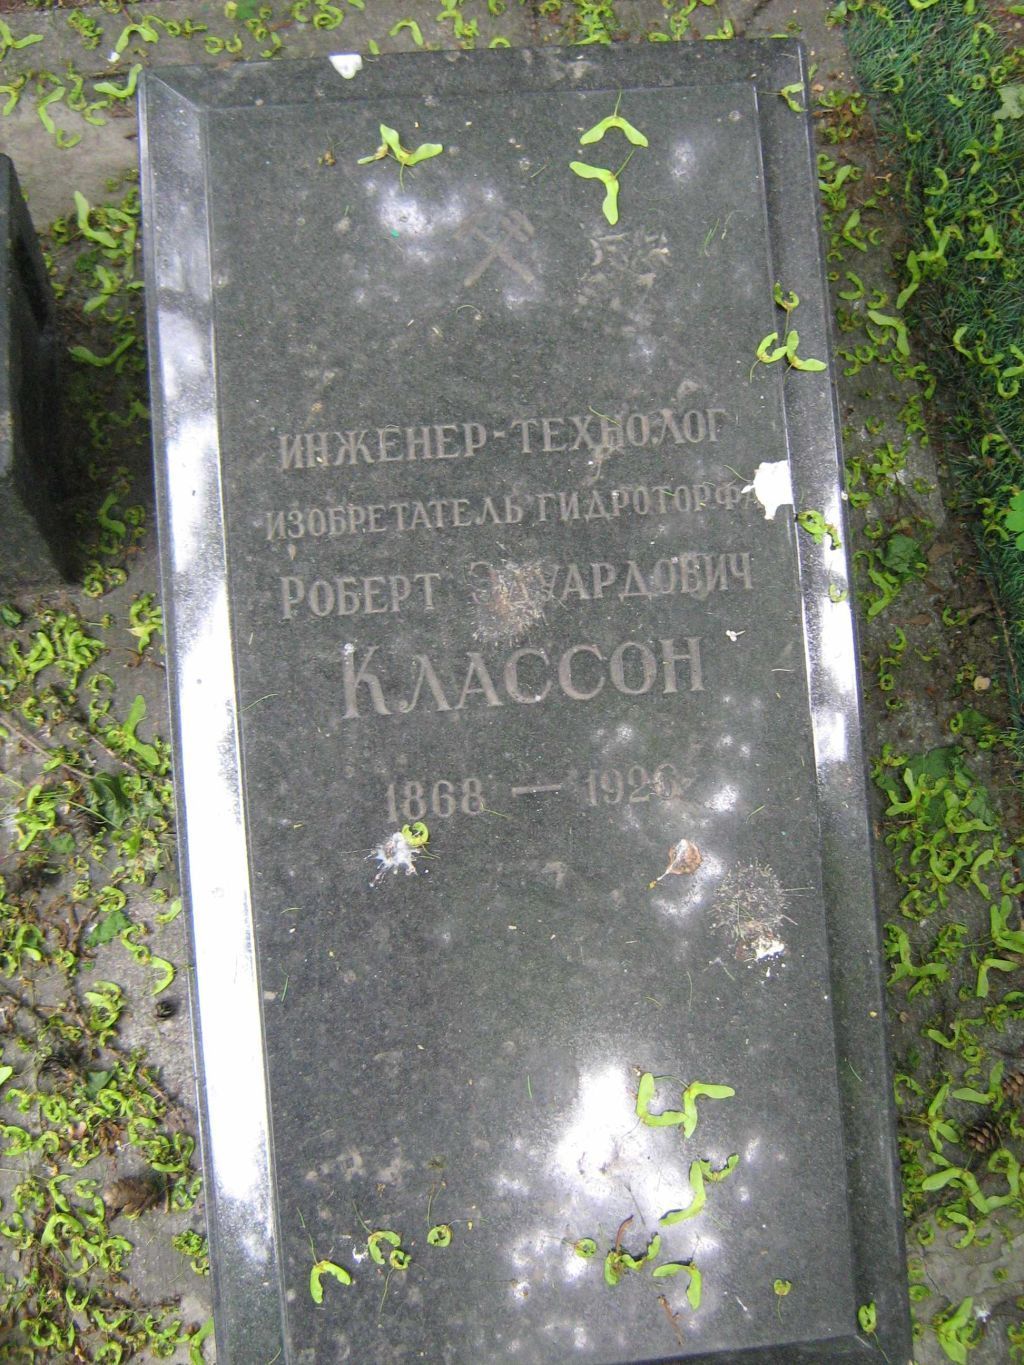 ИНЖЕНЕР-ТЕХНОЛОГ
ИЗОБРЕТАТЕЛЬ ГИДРОТОРФА
РОБЕРТ ЭДУАРДОВИЧ
КЛАССОН
1868 — 1926